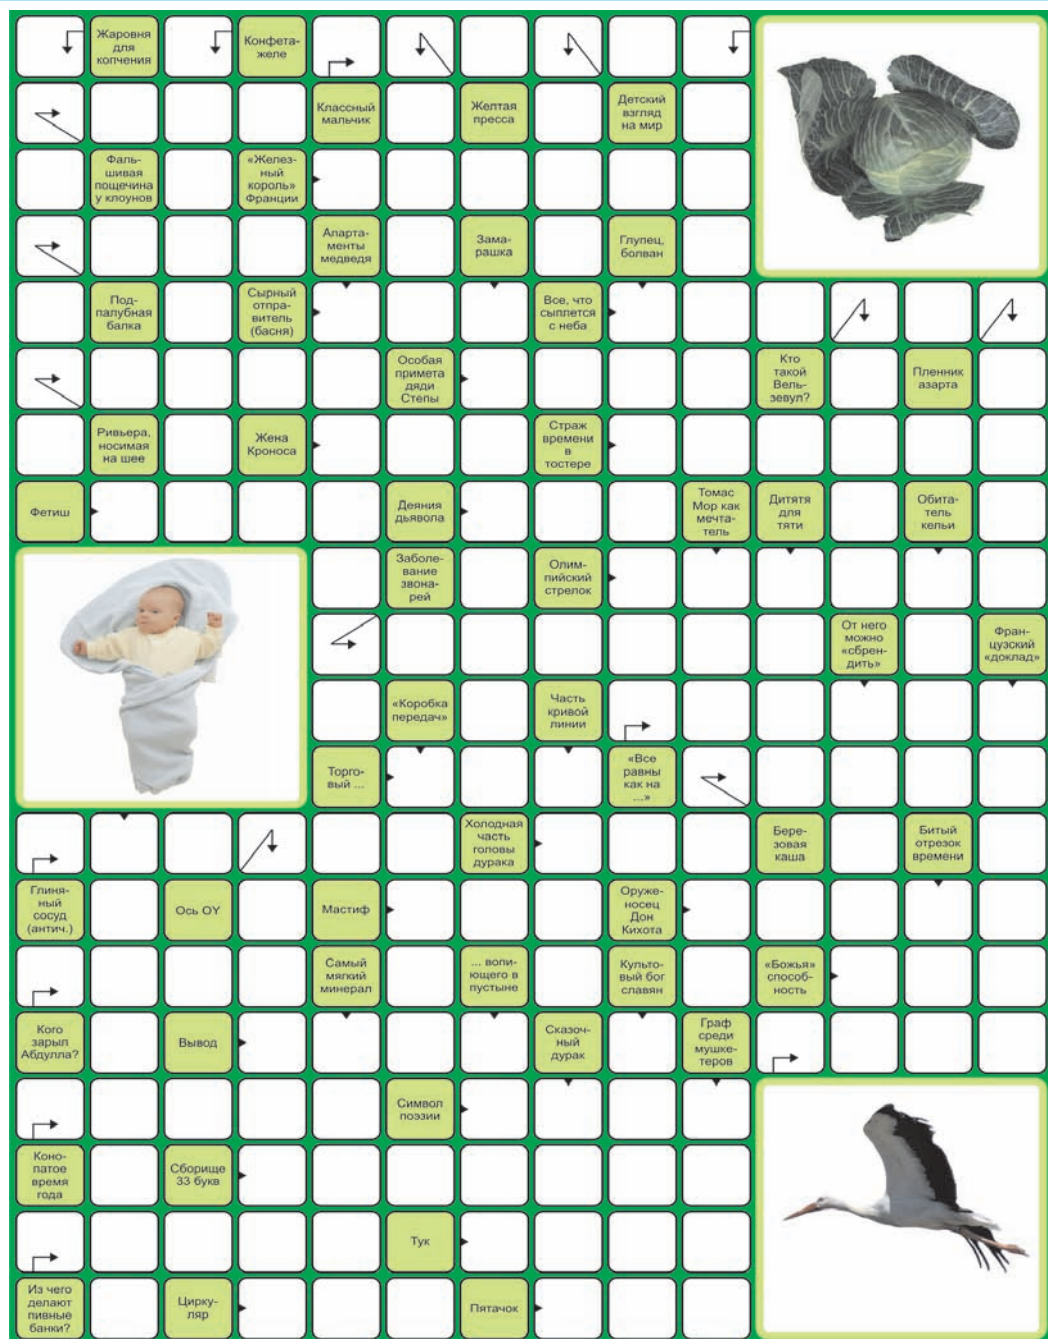 Жаровня
для
копчения
Конфета-
желе
Классный
мальчик
Желтая
пресса
Детский
взгляд
на мир
Фаль-
шивая
пощечина
у клоунов
«Желез-
ный
король»
Франции
Апарта-
менты
медведя
Зама-
рашка
Глупец,
болван
Под-
палубная
балка
Сырный
отпра-
витель
(басня)
Все, что
сыплется
с неба
Особая
примета
дяди
Степы
Кто
такой
Вель-
зевул?
Пленник
азарта
Ривьера,
носимая
на шее
Жена
Кроноса
Страж
времени
в
тостере
Фетиш
Деяния
дьявола
Томас
Мор как
мечта-
тель
Дитятя
для
тяти
Обита-
тель
кельи
Заболе-
вание
звона-
рей
Олим-
пийский
стрелок
От него
можно
«сбрен-
дить»
Фран-
цузский
«доклад»
«Коробка
передач»
Часть
кривой
линии
Торго-
вый ...
«Все
равны
как на
...»
Холодная
часть
головы
дурака
Бере-
зовая
каша
Битый
отрезок
времени
Глиня-
ный
сосуд
(антич.)
Ось OY
Мастиф
Оруже-
носец
Дон
Кихота
Самый
мягкий
минерал
... вопи-
ющего в
пустыне
Культо-
вый бог
славян
«Божья»
способ-
ность
Кого
зарыл
Абдулла?
Вывод
Сказоч-
ный
дурак
Граф
среди
мушке-
теров
Символ
поэзии
Коно-
патое
время
года
Сборище
33 букв
Тук
Из чего
делают
пивные
банки?
Цирку-
ляр
Пятачок